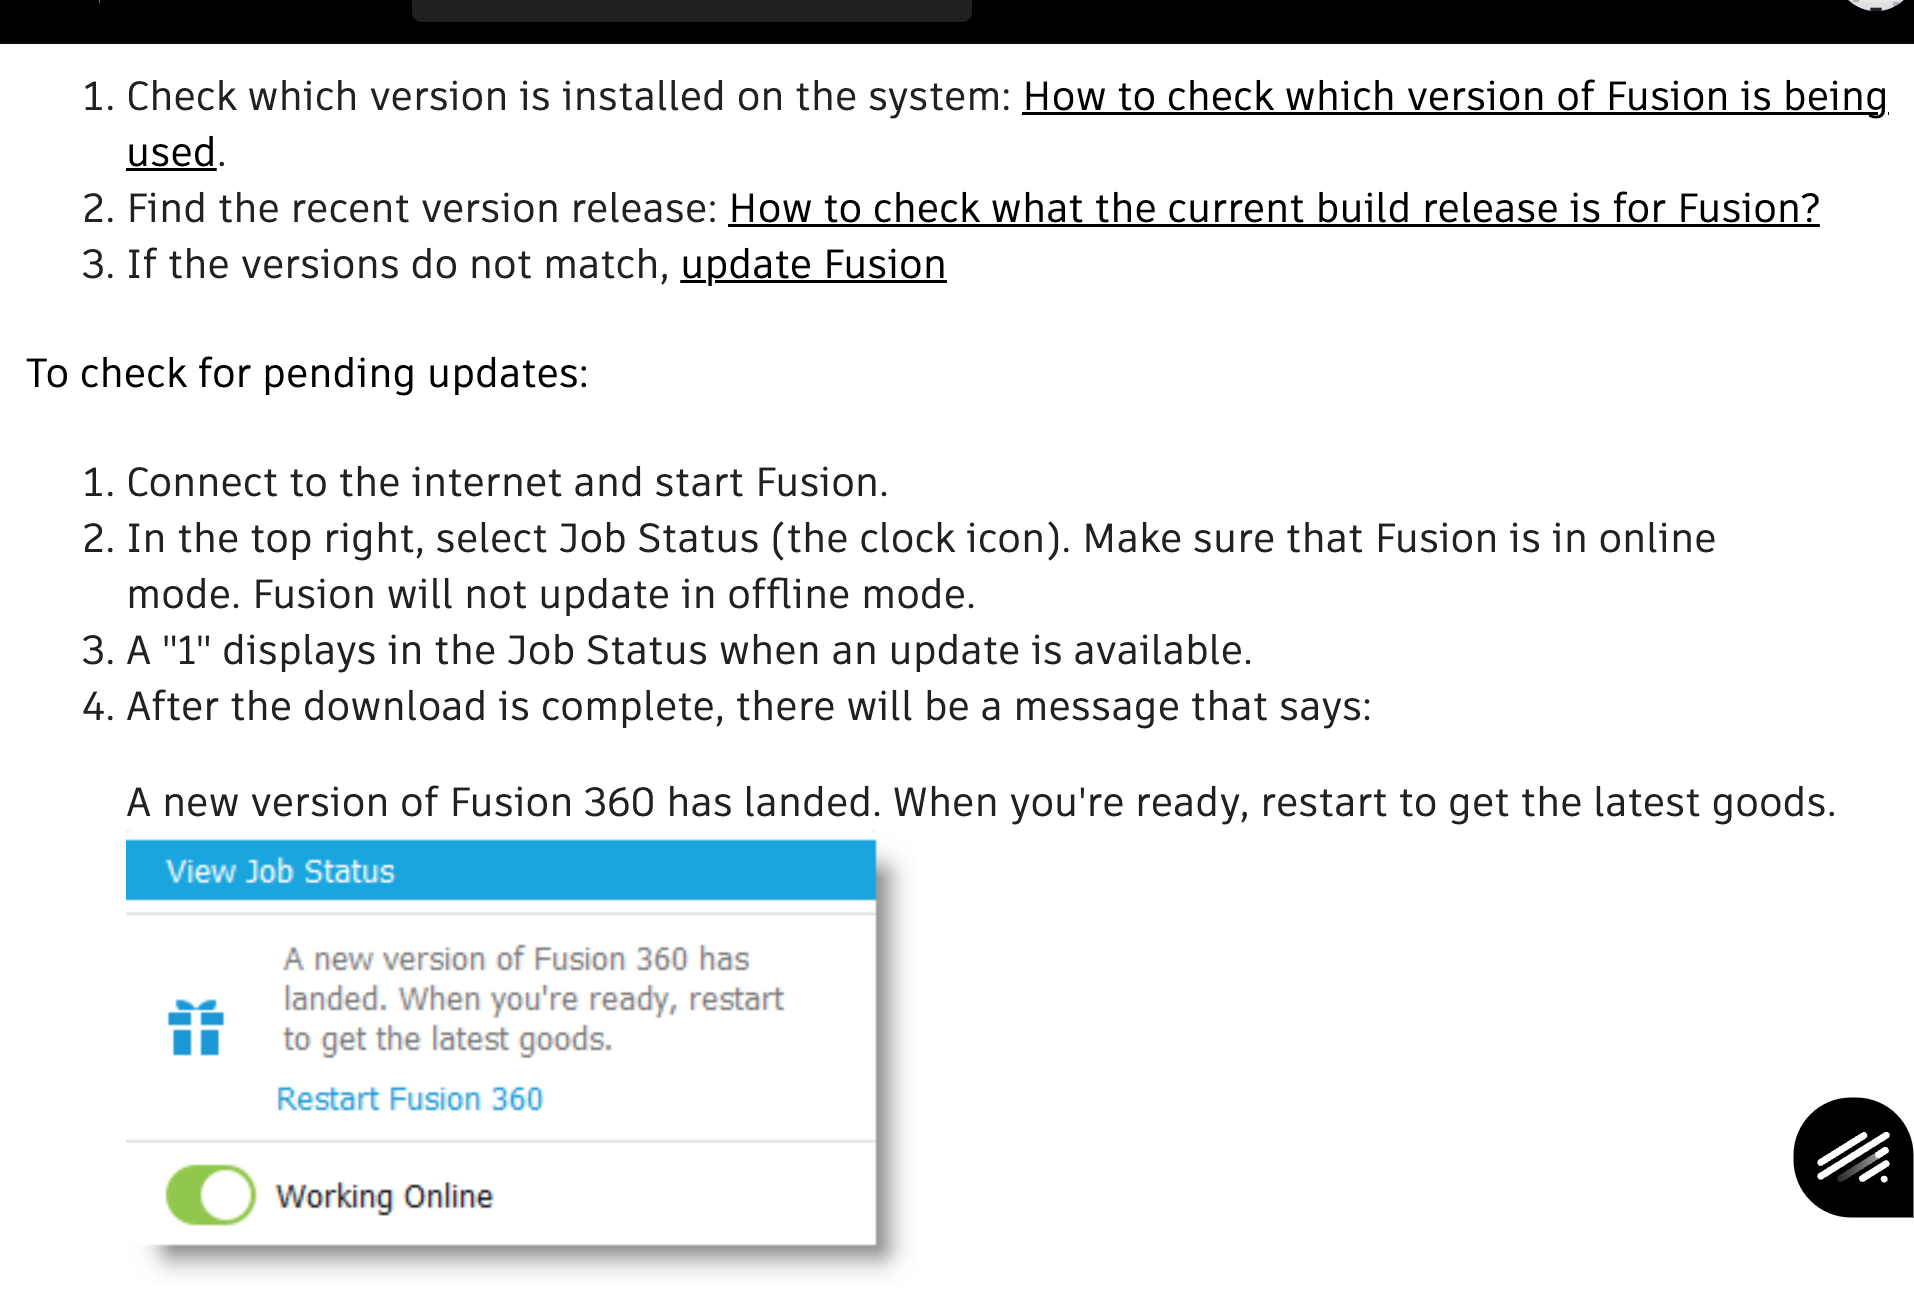 1. Check which version is installed on the system: How to check which version of Fusion is being
used.
2. Find the recent version release: How to check what the current build release is for Fusion?
3. If the versions do not match, update Fusion
To check for pending updates:
1. Connect to the internet and start Fusion.
2. In the top right, select Job Status (the clock icon). Make sure that Fusion is in online
mode. Fusion will not update in offline mode.
3. A "1" displays in the Job Status when an update is available.
4. After the download is complete, there will be a message that says:
A new version of Fusion 360 has landed. When you're ready, restart to get the latest goods.
View Job Status
A new version of Fusion 360 has
landed. When you're ready, restart
to get the latest goods.
Restart Fusion 360
Working Online